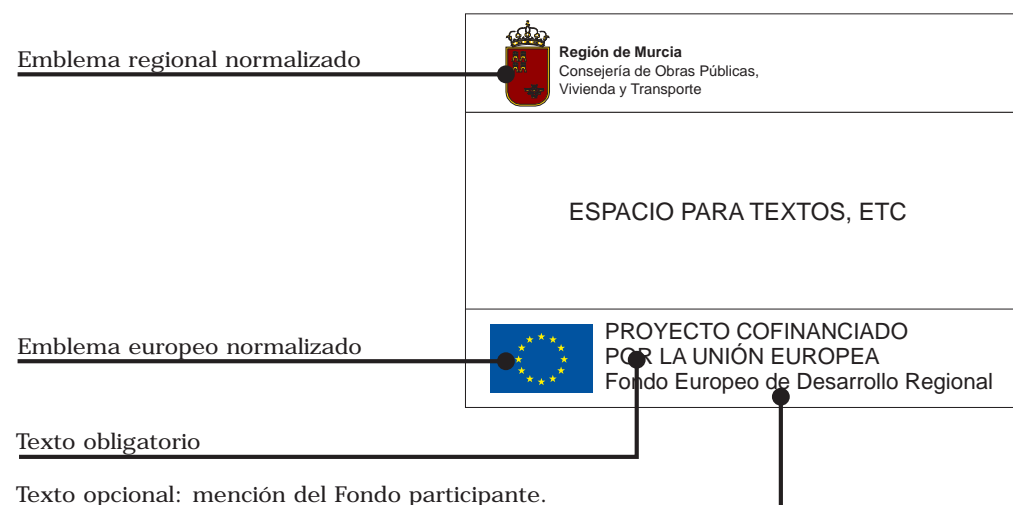 Emblema regional normalizado
Región de Murcia
Consejería de Obras Públicas,
Vivienda y Transporte
ESPACIO PARA TEXTOS, ETC
Emblema europeo normalizado
PROYECTO COFINANCIADO
POR LA UNIÓN EUROPEA
Fondo Europeo de Desarrollo Regional
Texto obligatorio
Texto opcional: mención del Fondo participante.